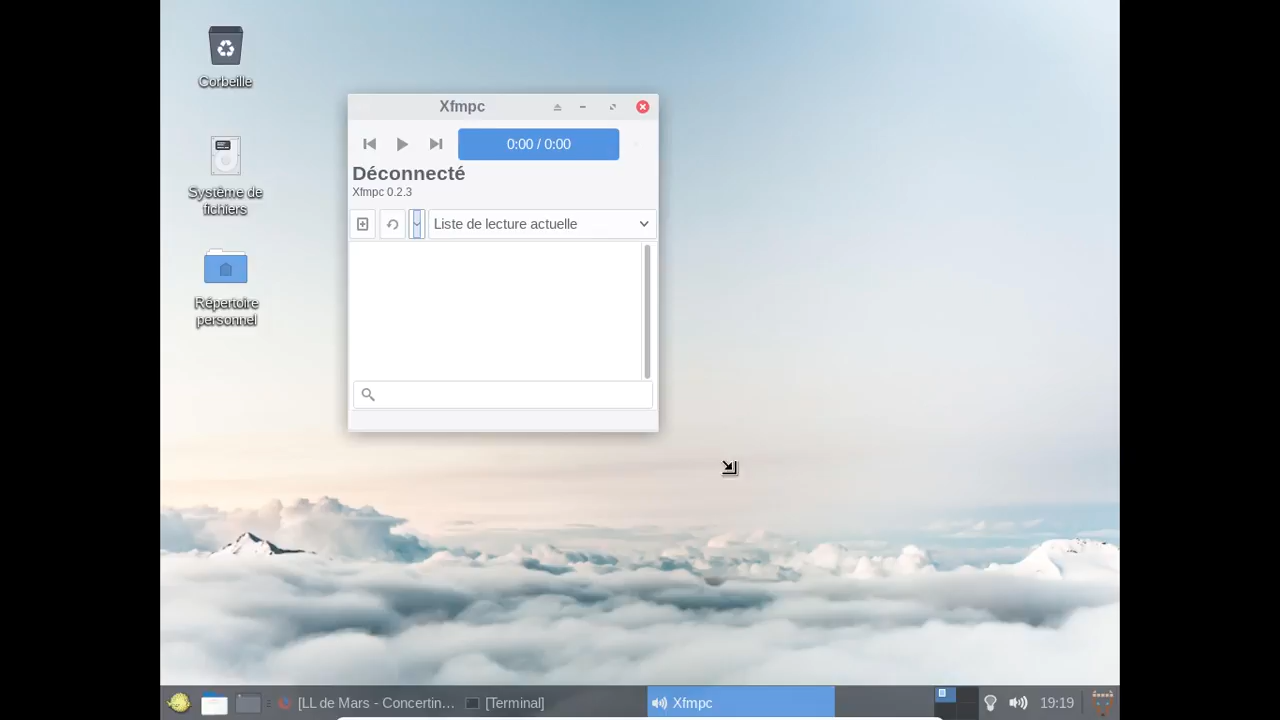 Corbeille
Système de
fichiers
Répertoire
personnel
Xfmpc
0:00 / 0:00
Déconnecté
Xfmpc 0.2.3
Liste de lecture actuelle
[LL de Mars - Concertin…
[Terminal]
Xfmpc
19:19